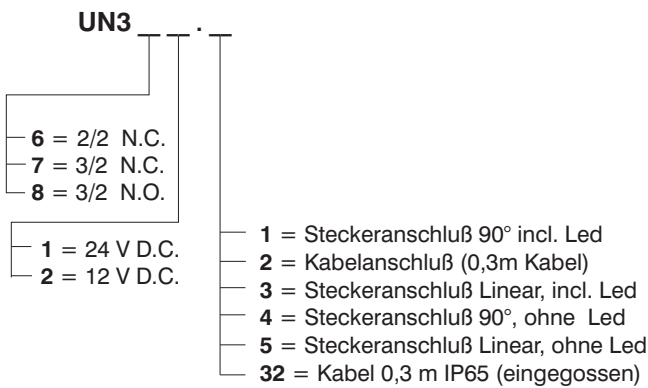 UN3_ _ . _
6 = 2/2 N.C.
7 = 3/2 N.C.
8 = 3/2 N.O.
1 = 24 V D.C.
2 = 12 V D.C.
1 = Steckeranschluß 90° incl. Led
2 = Kabelanschluß (0,3m Kabel)
3 = Steckeranschluß Linear, incl. Led
4 = Steckeranschluß 90°, ohne Led
5 = Steckeranschluß Linear, ohne Led
32 = Kabel 0,3 m IP65 (eingegossen)